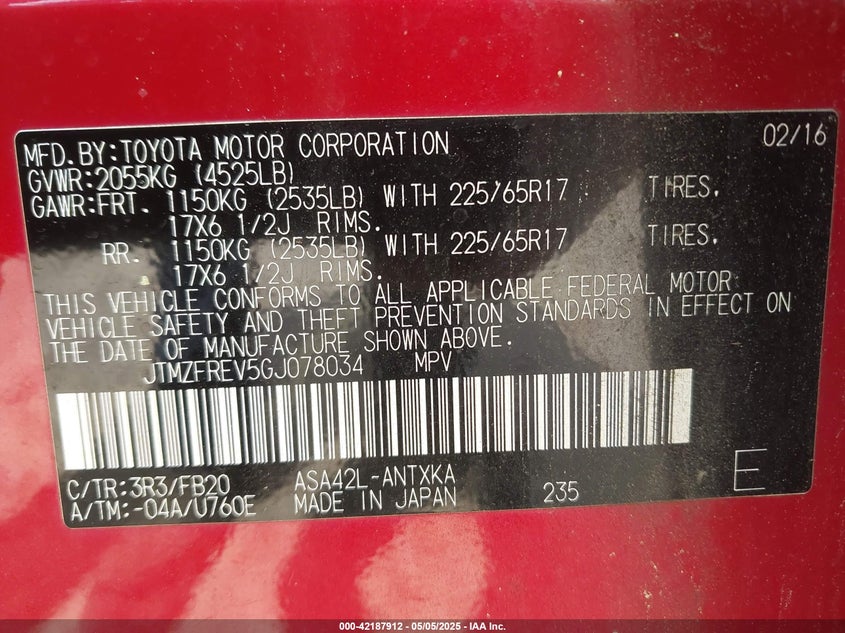 MFD.BY:TOYOTA MOTOR CORPORATION 02/16
GVWR:2055KG (4525LB)
GAWR:FRT. 1150KG (2535LB) WITH 225/65R17 TIRES.
17X6 1/2J RIMS.
RR. 1150KG (2535LB) WITH 225/65R17 TIRES.
17X6 1/2J RIMS.
THIS VEHICLE CONFORMS TO ALL APPLICABLE FEDERAL MOTOR
VEHICLE SAFETY AND THEFT PREVENTION STANDARDS IN EFFECT ON
THE DATE OF MANUFACTURE SHOWN ABOVE.
JTMZFREV5GJ078034 MPV
C/TR:3R3/FB20 ASA42L-ANTXKA
A/TM:-04A/U760E MADE IN JAPAN 235 E
000-42187912 - 05/05/2025 - IAA Inc.